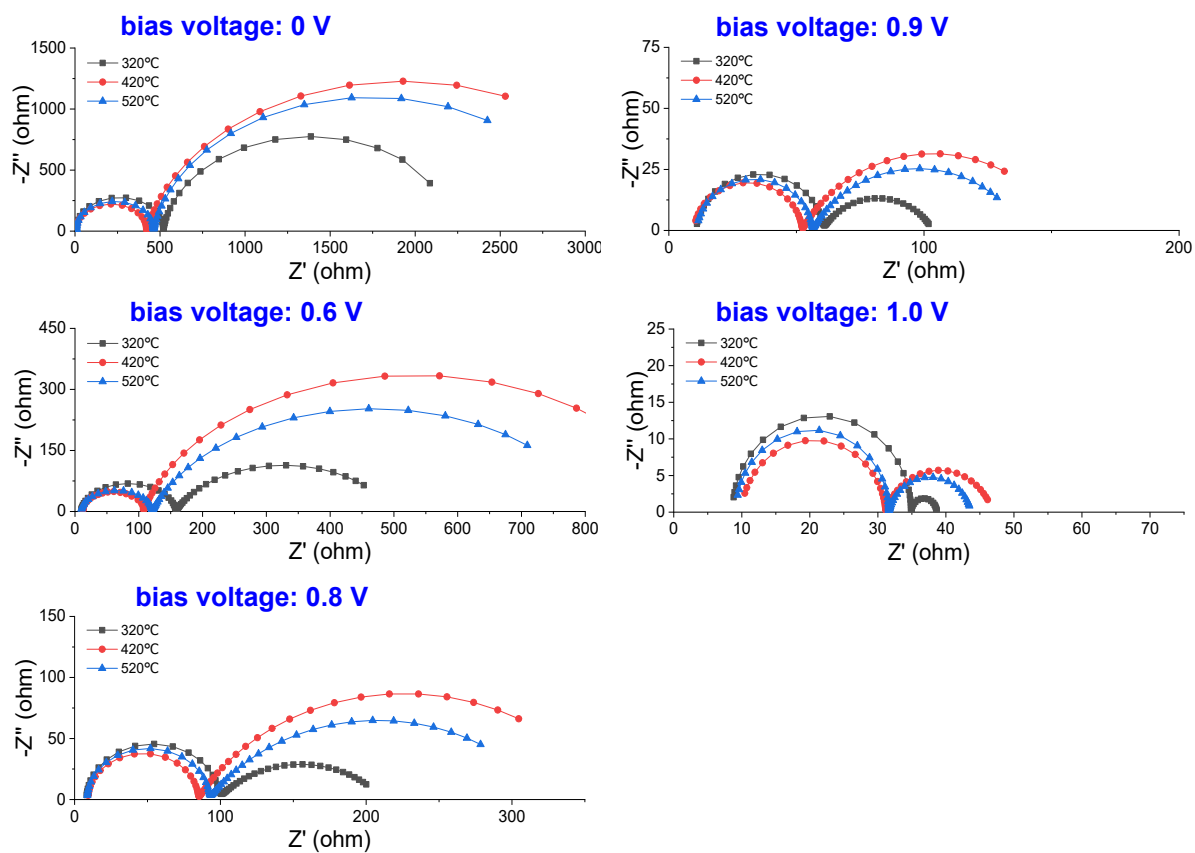 bias voltage: 0 V
1500
1000
500
0
-Z" (ohm)
320℃
420℃
520℃
0 500 1000 1500 2000 2500 3000
Z' (ohm)
bias voltage: 0.9 V
75
50
25
0
-Z" (ohm)
320℃
420℃
520℃
0 100 200
Z' (ohm)
bias voltage: 0.6 V
450
300
150
0
-Z" (ohm)
320℃
420℃
520℃
0 100 200 300 400 500 600 700 800
Z' (ohm)
bias voltage: 1.0 V
25
20
15
10
5
0
-Z" (ohm)
320℃
420℃
520℃
0 10 20 30 40 50 60 70
Z' (ohm)
bias voltage: 0.8 V
150
100
50
0
-Z" (ohm)
320℃
420℃
520℃
0 100 200 300
Z' (ohm)